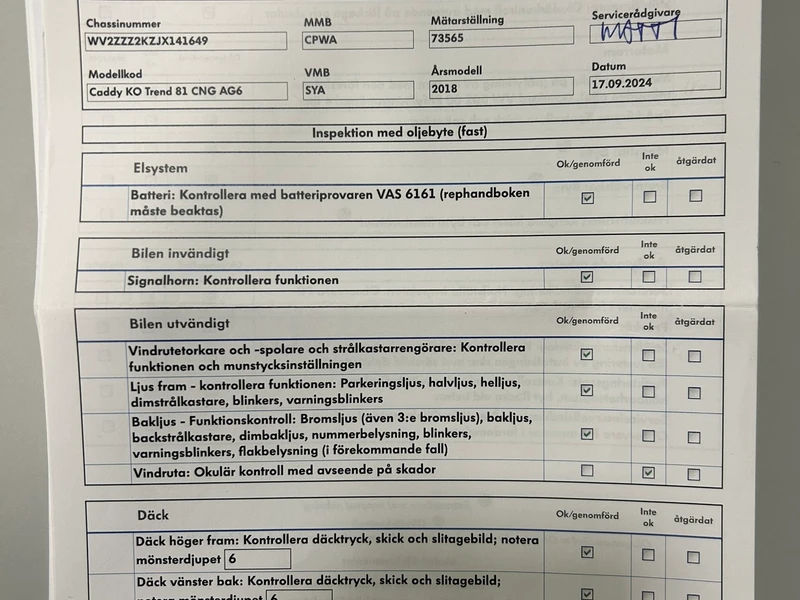 Chassinummer MMB Mätarställning Servicerådgivare
WV2ZZZ2KZJX141649 CPWA 73565
Modellkod VMB Årsmodell Datum
Caddy KO Trend 81 CNG AG6 SYA 2018 17.09.2024
Inspektion med oljebyte (fast)
Elsystem Ok/genomförd Inte ok åtgärdat
Batteri: Kontrollera med batteriprovaren VAS 6161 (rephandboken
måste beaktas)
Bilen invändigt Ok/genomförd Inte ok åtgärdat
Signalhorn: Kontrollera funktionen
Bilen utvändigt Ok/genomförd Inte ok åtgärdat
Vindrutetorkare och -spolare och strålkastarrengörare: Kontrollera
funktionen och munstycksinställningen
Ljus fram - kontrollera funktionen: Parkeringsljus, halvljus, helljus,
dimstrålkastare, blinkers, varningsblinkers
Bakljus - Funktionskontroll: Bromsljus (även 3:e bromsljus), bakljus,
backstrålkastare, dimbakljus, nummerbelysning, blinkers,
varningsblinkers, flakbelysning (i förekommande fall)
Vindruta: Okulär kontroll med avseende på skador
Däck Ok/genomförd Inte ok åtgärdat
Däck höger fram: Kontrollera däcktryck, skick och slitagebild; notera
mönsterdjupet 6
Däck vänster bak: Kontrollera däcktryck, skick och slitagebild;
notera mönsterdjupet 6